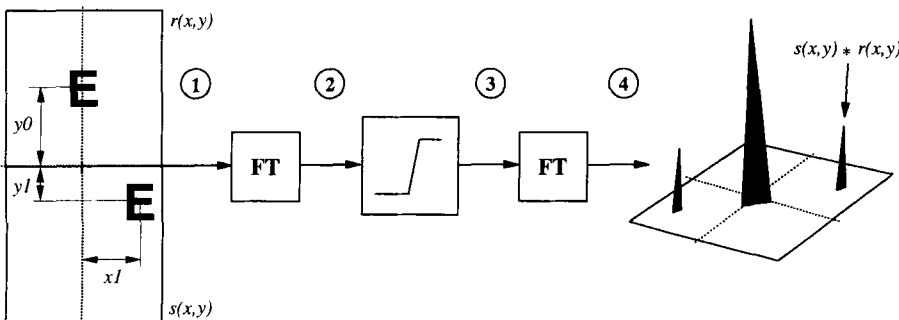 r(x,y)
E
y0
y1
E
x1
s(x,y)
1
2
3
4
FT
FT
s(x,y) * r(x,y)